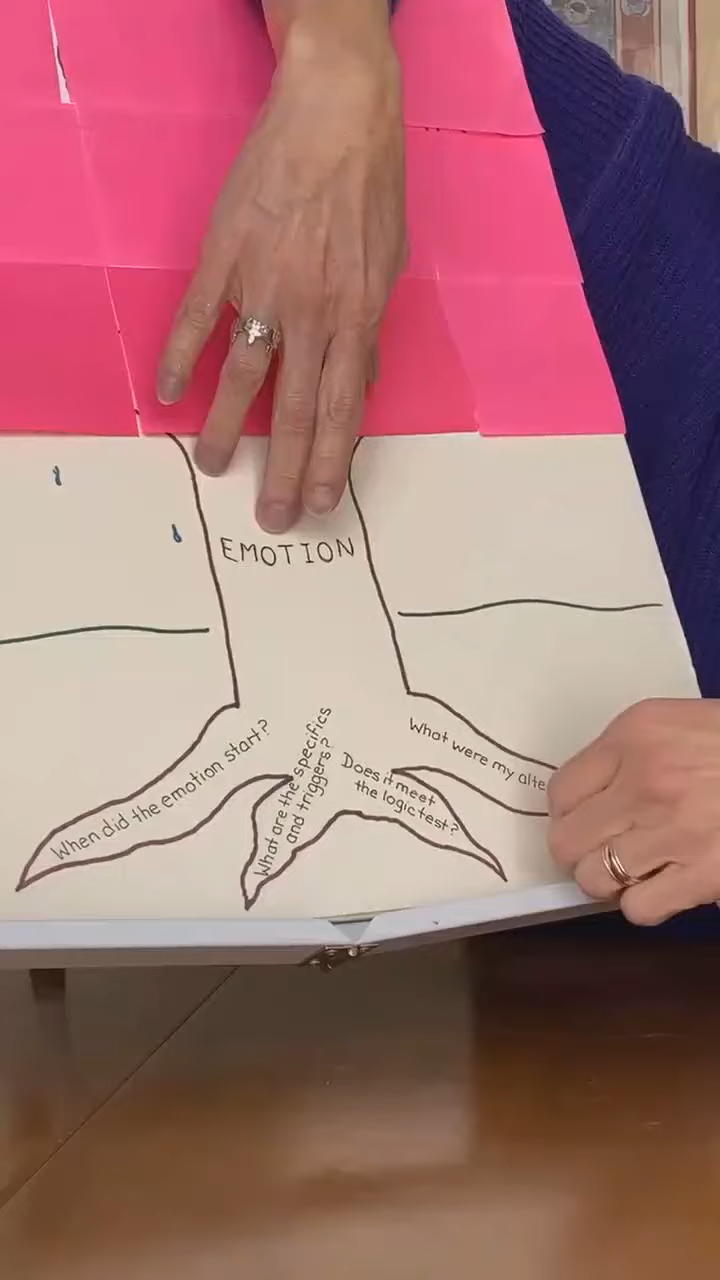 EMOTION
When did the emotion start?
What are the specifics
and triggers?
Does it meet
the logic test?
What were my